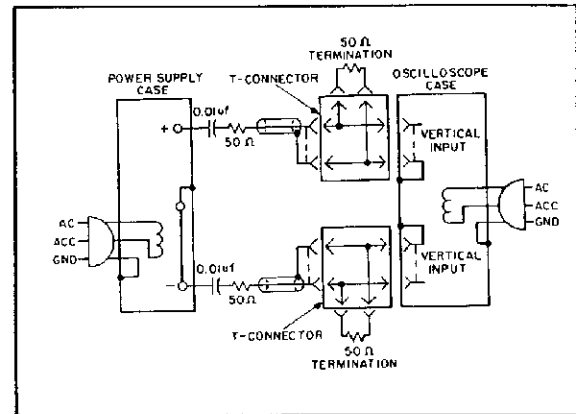 50 Ω
TERMINATION
T-CONNECTOR
POWER SUPPLY
CASE
OSCILLOSCOPE
CASE
0.01uf
+
50Ω
VERTICAL
INPUT
AC
ACC
GND
AC
ACC
GND
0.01uf
VERTICAL
INPUT
−
50Ω
T-CONNECTOR
50 Ω
TERMINATION